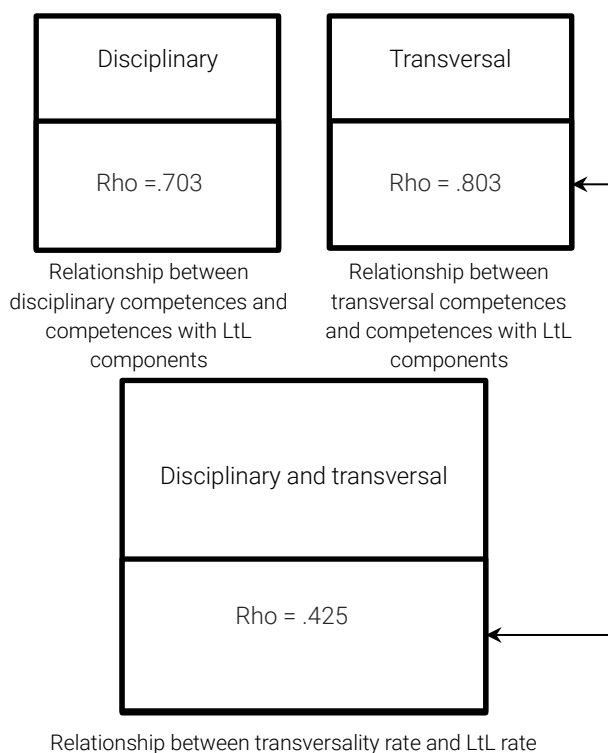 Disciplinary
Transversal
Rho =.703
Rho = .803
Relationship between
disciplinary competences and
competences with LtL
components
Relationship between
transversal competences
and competences with LtL
components
Disciplinary and transversal
Rho = .425
Relationship between transversality rate and LtL rate